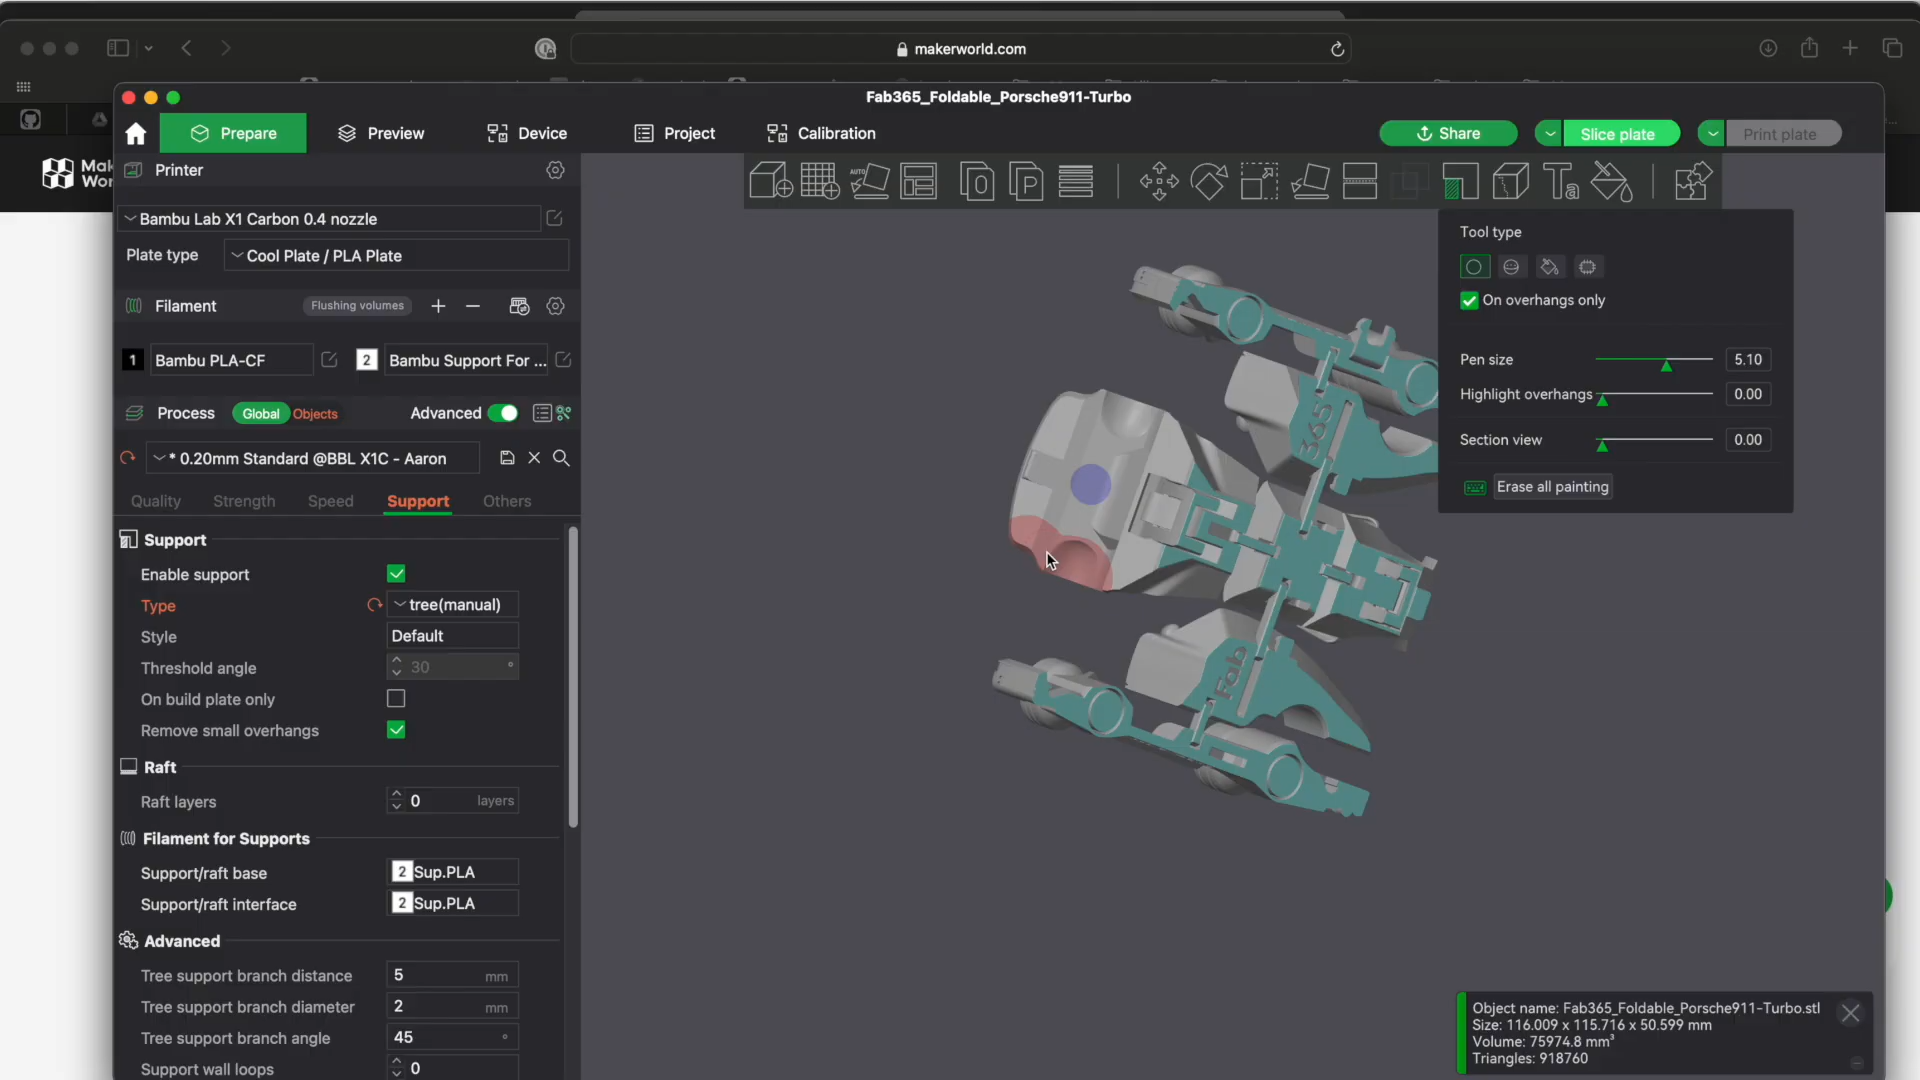 makerworld.com
Fab365_Foldable_Porsche911-Turbo
Prepare
Preview
Device
Project
Calibration
Share
Slice plate
Print plate
Mak
Wor
Printer
Bambu Lab X1 Carbon 0.4 nozzle
Plate type
Cool Plate / PLA Plate
Filament
Flushing volumes
1 Bambu PLA-CF
2 Bambu Support For ...
Process
Global
Objects
Advanced
* 0.20mm Standard @BBL X1C - Aaron
Quality
Strength
Speed
Support
Others
Support
Enable support
Type
tree(manual)
Style
Default
Threshold angle
30 °
On build plate only
Remove small overhangs
Raft
Raft layers
0 layers
Filament for Supports
Support/raft base
2 Sup.PLA
Support/raft interface
2 Sup.PLA
Advanced
Tree support branch distance
5 mm
Tree support branch diameter
2 mm
Tree support branch angle
45 °
Support wall loops
0
AUTO
Tool type
On overhangs only
Pen size
5.10
Highlight overhangs
0.00
Section view
0.00
Erase all painting
365
Fab
Object name: Fab365_Foldable_Porsche911-Turbo.stl
Size: 116.009 x 115.716 x 50.599 mm
Volume: 75974.8 mm³
Triangles: 918760